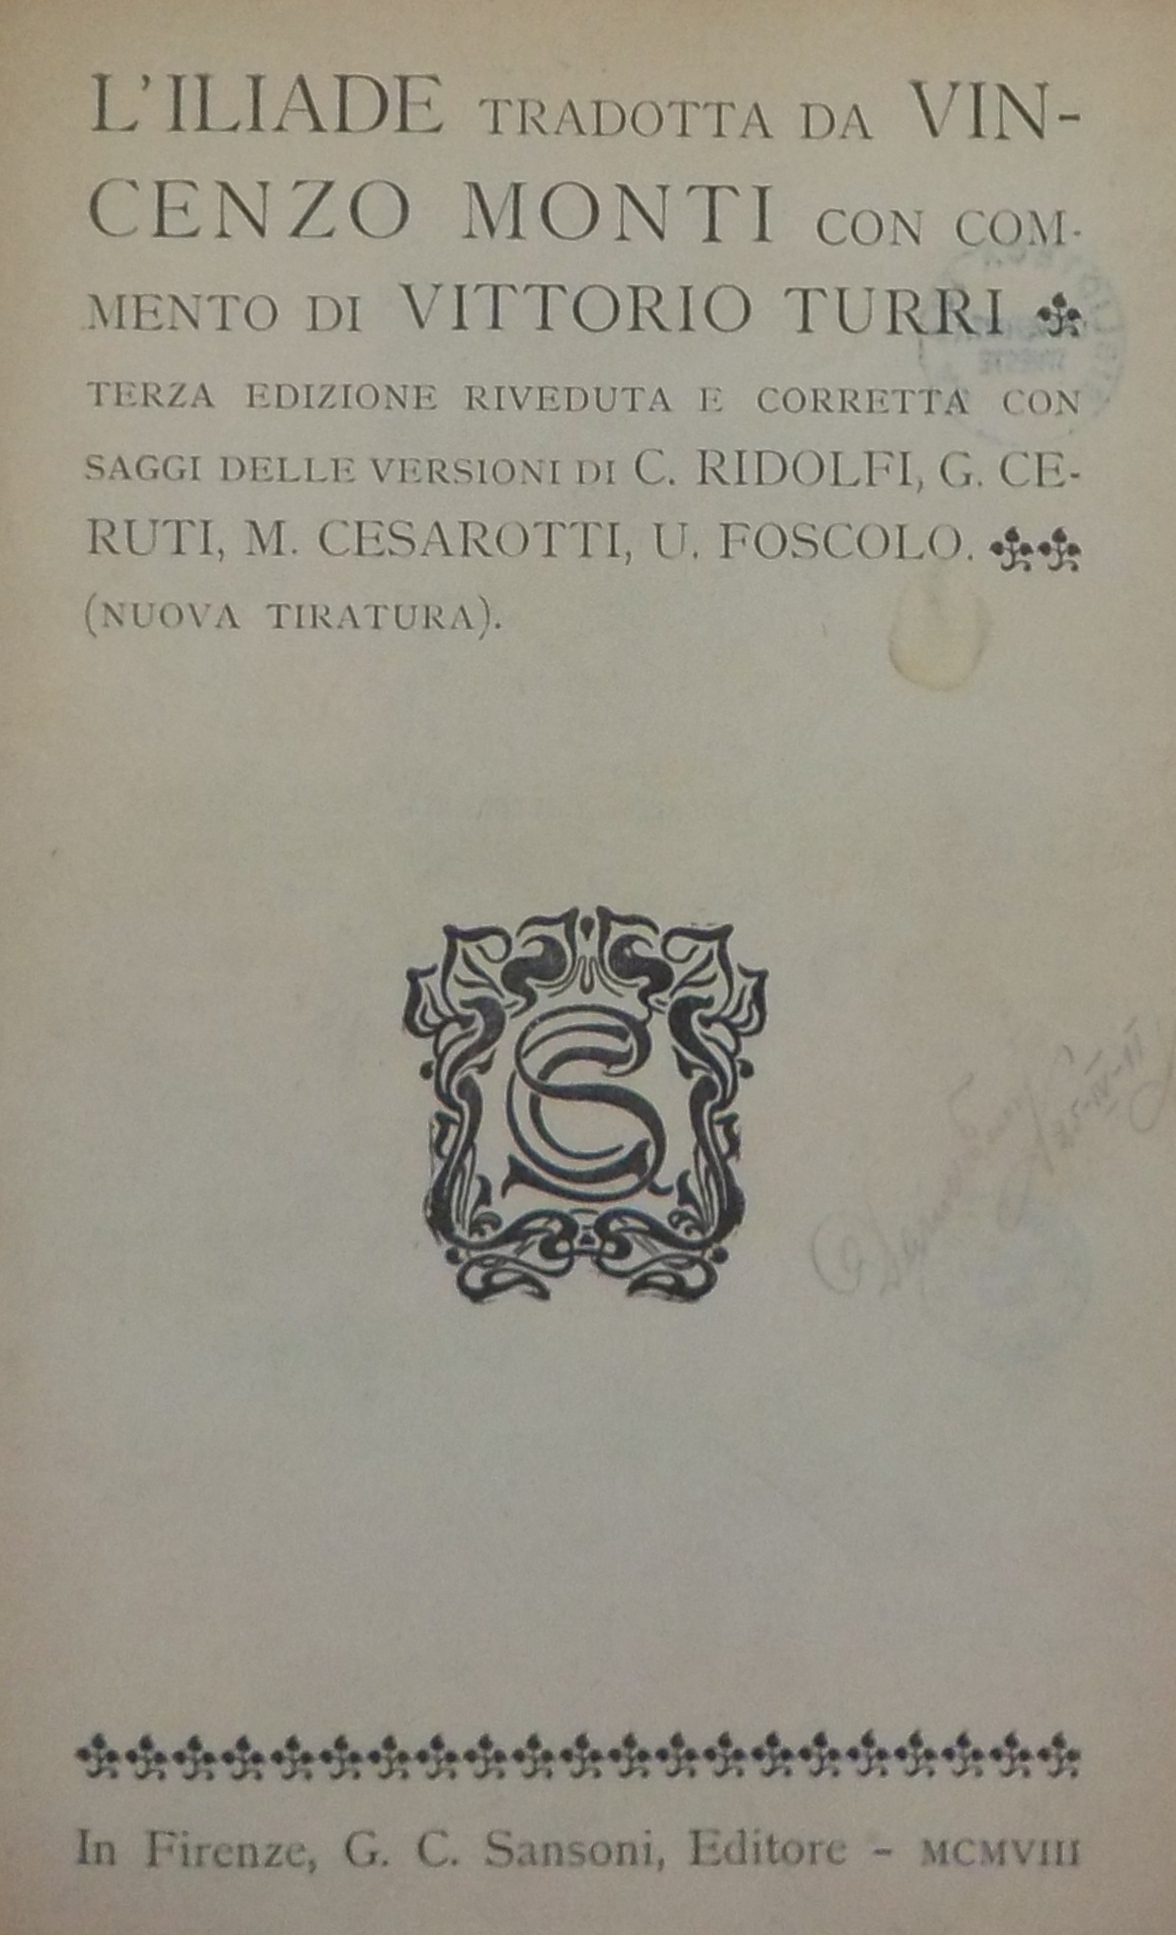 L'ILIADE TRADOTTA DA VIN-
CENZO MONTI CON COM-
MENTO DI VITTORIO TURRI
TERZA EDIZIONE RIVEDUTA E CORRETTA CON
SAGGI DELLE VERSIONI DI C. RIDOLFI, G. CE-
RUTI, M. CESAROTTI, U. FOSCOLO.
(NUOVA TIRATURA).
In Firenze, G. C. Sansoni, Editore - MCMVIII